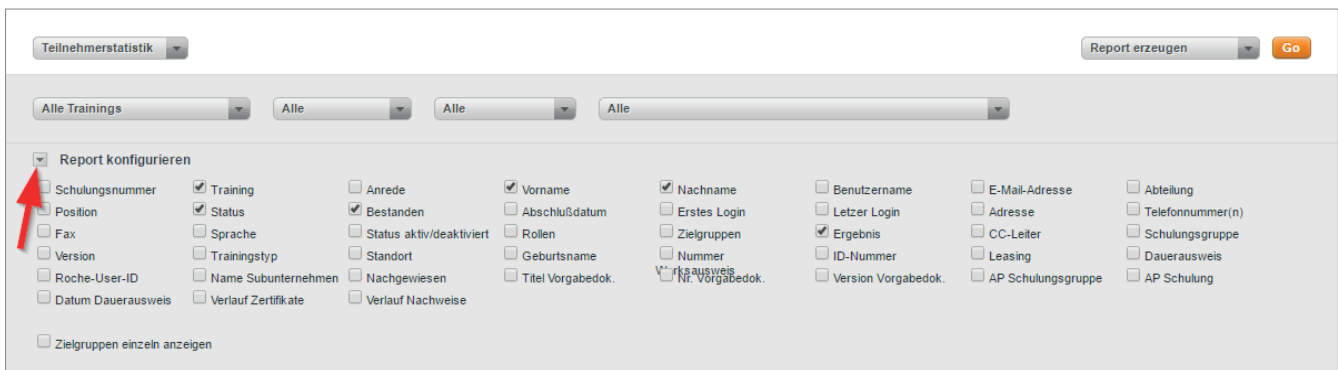 Teilnehmerstatistik Report erzeugen Go
Alle Trainings Alle Alle Alle
Report konfigurieren
Schulungsnummer Training Anrede Vorname Nachname Benutzername E-Mail-Adresse Abteilung
Position Status Bestanden Abschlußdatum Erstes Login Letzer Login Adresse Telefonnummer(n)
Fax Sprache Status aktiv/deaktiviert Rollen Zielgruppen Ergebnis CC-Leiter Schulungsgruppe
Version Trainingstyp Standort Geburtsname Nummer ID-Nummer Leasing Dauerausweis
Werksausweis
Roche-User-ID Name Subunternehmen Nachgewiesen Titel Vorgabedok. Nr. Vorgabedok. Version Vorgabedok. AP Schulungsgruppe AP Schulung
Datum Dauerausweis Verlauf Zertifikate Verlauf Nachweise
Zielgruppen einzeln anzeigen